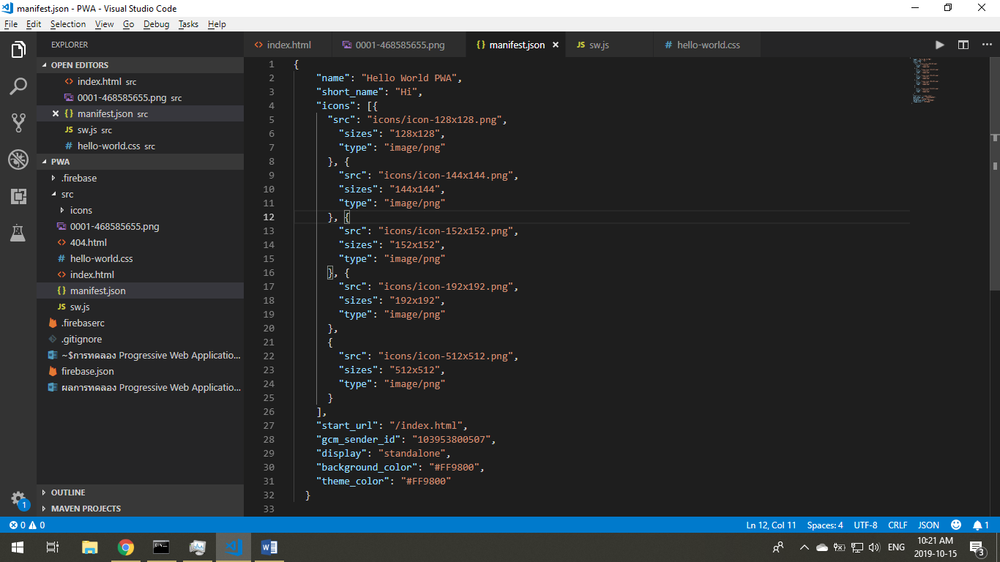 manifest.json - PWA - Visual Studio Code
File Edit Selection View Go Debug Tasks Help
EXPLORER
OPEN EDITORS
index.html src
0001-468585655.png src
manifest.json src
JS sw.js src
# hello-world.css src
PWA
.firebase
src
icons
0001-468585655.png
404.html
# hello-world.css
index.html
{} manifest.json
JS sw.js
.firebaserc
.gitignore
~$การทดลอง Progressive Web Applicatio...
firebase.json
ผลการทดลอง Progressive Web Applicatio...
OUTLINE
MAVEN PROJECTS
1
index.html 0001-468585655.png {} manifest.json JS sw.js # hello-world.css
1 {
2 "name": "Hello World PWA",
3 "short_name": "Hi",
4 "icons": [{
5 "src": "icons/icon-128x128.png",
6 "sizes": "128x128",
7 "type": "image/png"
8 }, {
9 "src": "icons/icon-144x144.png",
10 "sizes": "144x144",
11 "type": "image/png"
12 }, {
13 "src": "icons/icon-152x152.png",
14 "sizes": "152x152",
15 "type": "image/png"
16 }, {
17 "src": "icons/icon-192x192.png",
18 "sizes": "192x192",
19 "type": "image/png"
20 },
21 {
22 "src": "icons/icon-512x512.png",
23 "sizes": "512x512",
24 "type": "image/png"
25 }
26 ],
27 "start_url": "/index.html",
28 "gcm_sender_id": "103953800507",
29 "display": "standalone",
30 "background_color": "#FF9800",
31 "theme_color": "#FF9800"
32 }
33
0 0 Ln 12, Col 11 Spaces: 4 UTF-8 CRLF JSON 1
ENG 10:21 AM
2019-10-15 3